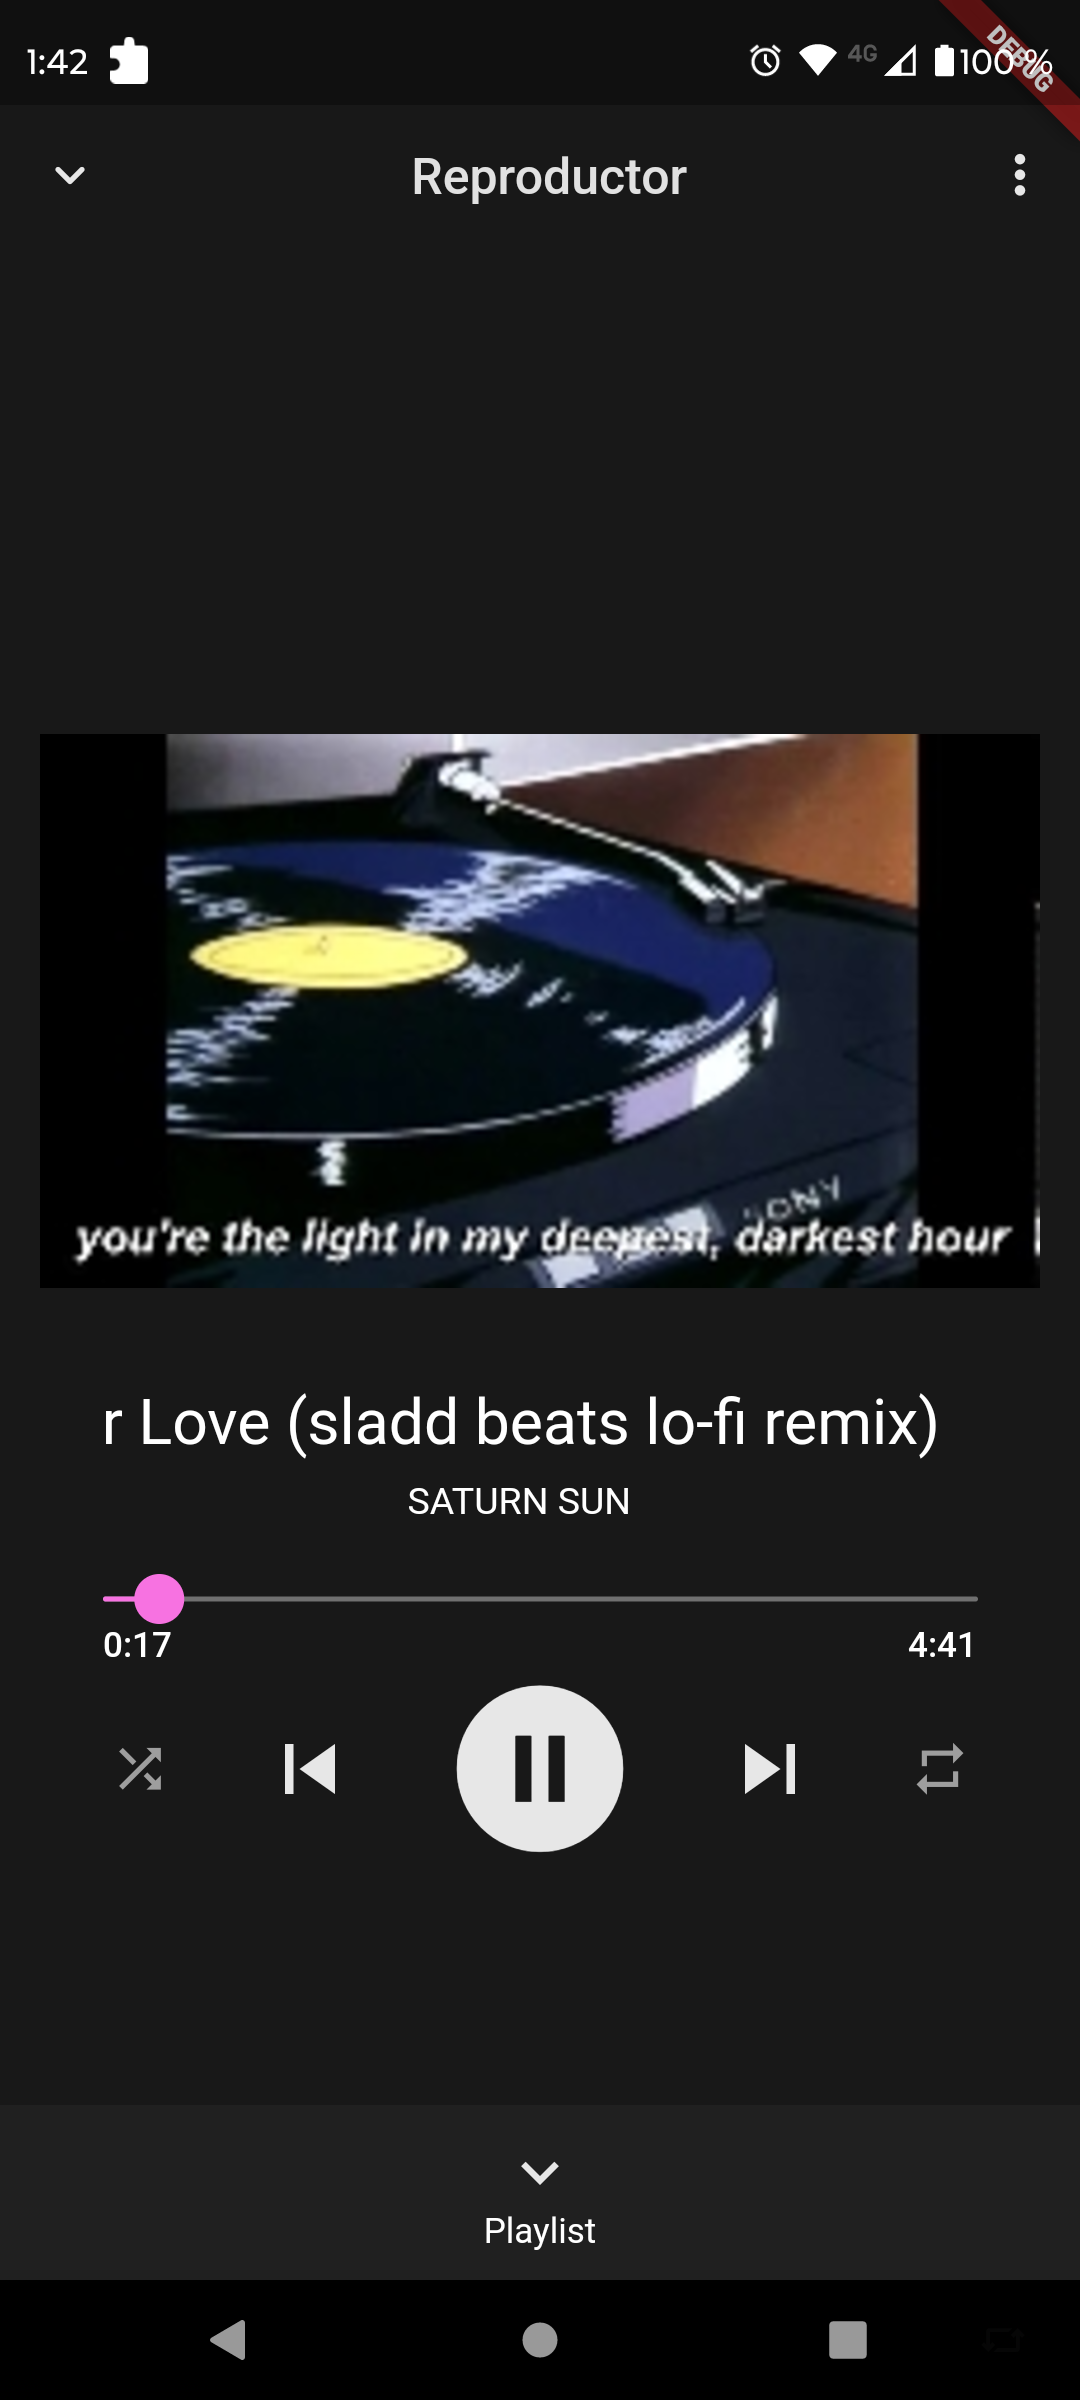 1:42
4G
100 %
DEBUG
Reproductor
SONY
you're the light in my deepest, darkest hour
r Love (sladd beats lo-fi remix)
SATURN SUN
0:17
4:41
Playlist